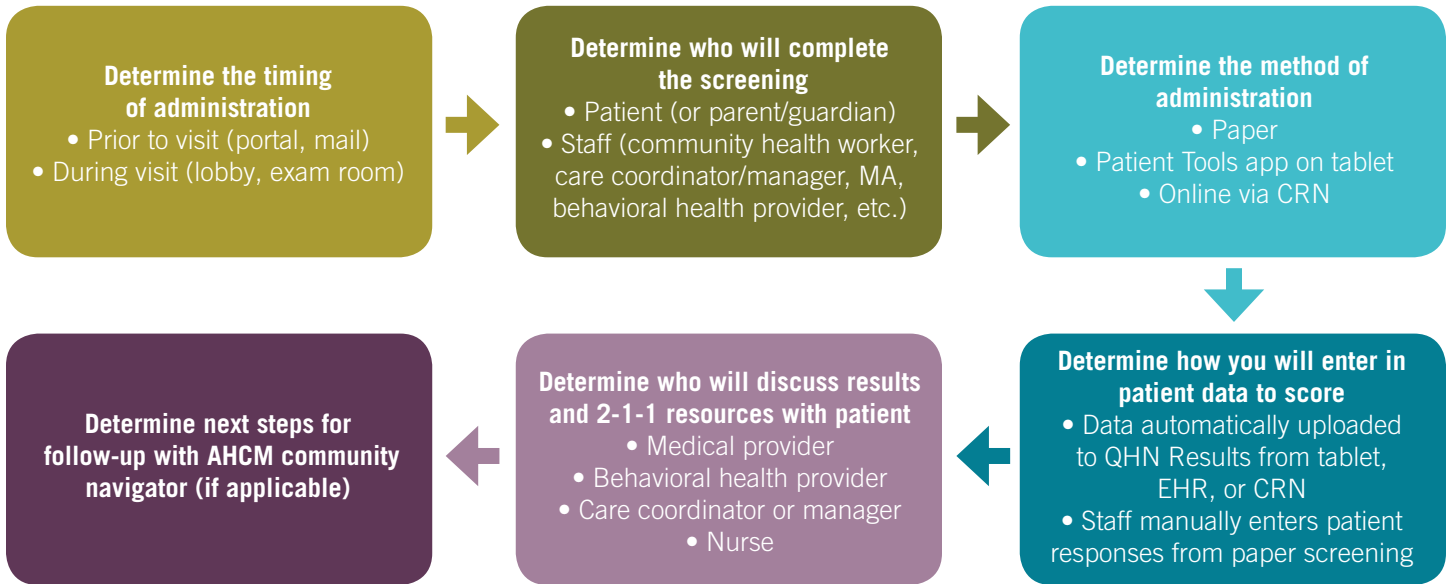 Determine the timing
of administration
• Prior to visit (portal, mail)
• During visit (lobby, exam room)
Determine who will complete
the screening
• Patient (or parent/guardian)
• Staff (community health worker,
care coordinator/manager, MA,
behavioral health provider, etc.)
Determine the method of
administration
• Paper
• Patient Tools app on tablet
• Online via CRN
Determine how you will enter in
patient data to score
• Data automatically uploaded
to QHN Results from tablet,
EHR, or CRN
• Staff manually enters patient
responses from paper screening
Determine who will discuss results
and 2-1-1 resources with patient
• Medical provider
• Behavioral health provider
• Care coordinator or manager
• Nurse
Determine next steps for
follow-up with AHCM community
navigator (if applicable)